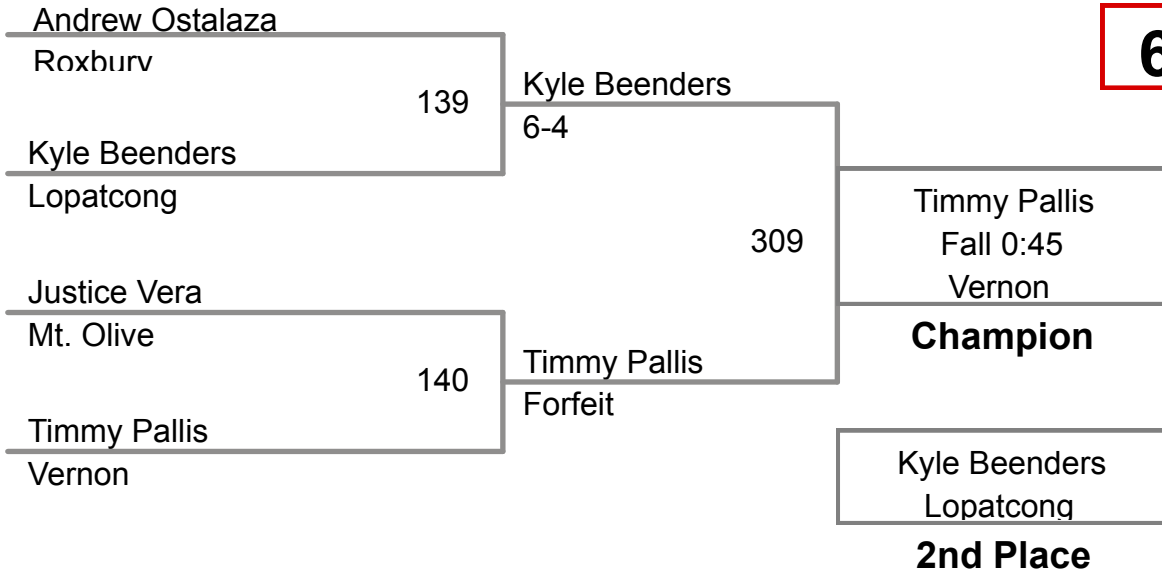 Andrew Ostalaza
Roxbury
139
Kyle Beenders
6-4
Kyle Beenders
Lopatcong
309
Timmy Pallis
Fall 0:45
Vernon
Champion
Justice Vera
Mt. Olive
140
Timmy Pallis
Forfeit
Timmy Pallis
Vernon
Kyle Beenders
Lopatcong
2nd Place